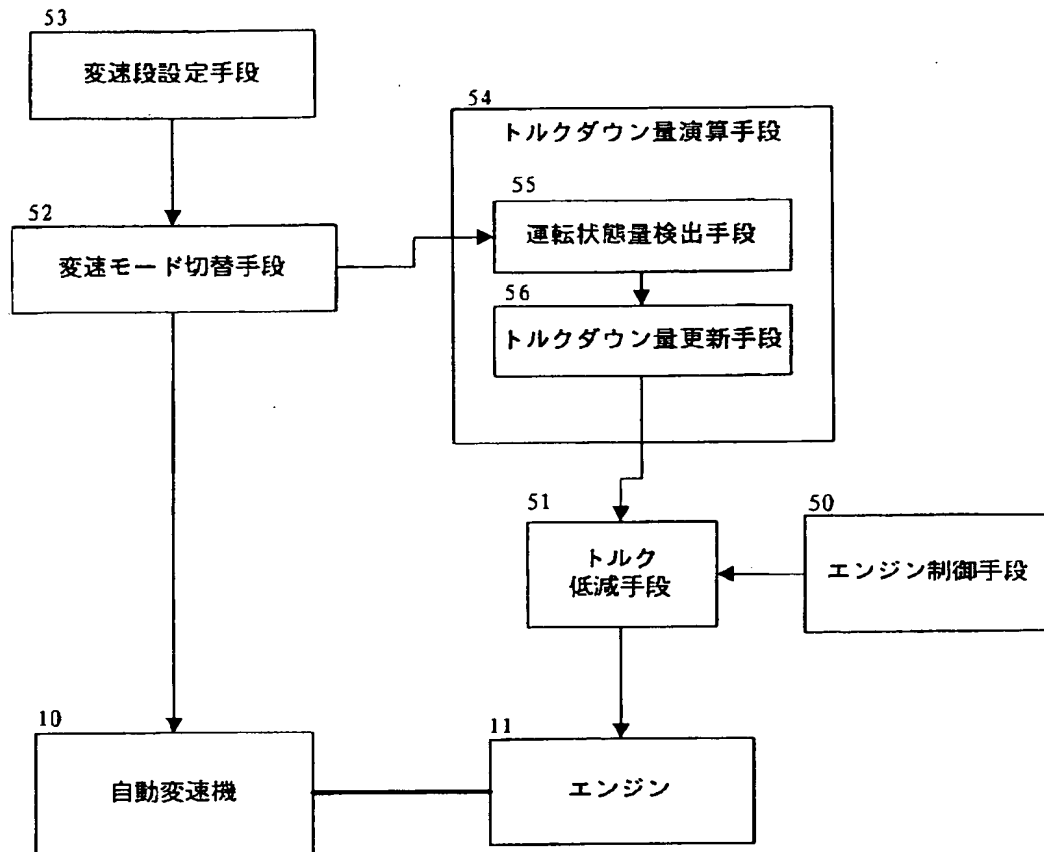 53
変速段設定手段
54
トルクダウン量演算手段
55
運転状態量検出手段
52
変速モード切替手段
56
トルクダウン量更新手段
51
トルク
低減手段
50
エンジン制御手段
10
自動変速機
11
エンジン